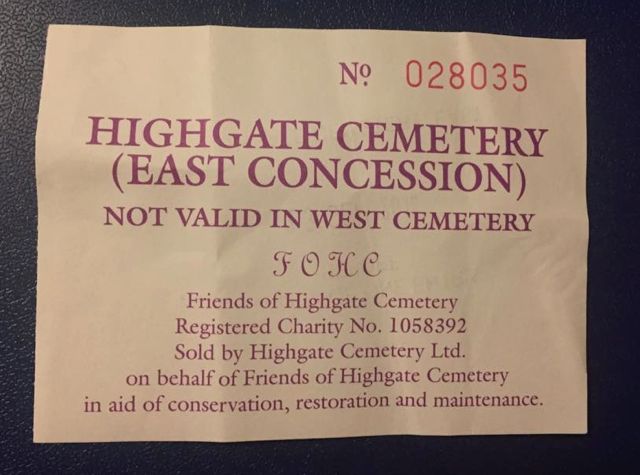 Nº 028035
HIGHGATE CEMETERY
(EAST CONCESSION)
NOT VALID IN WEST CEMETERY
F O H C
Friends of Highgate Cemetery
Registered Charity No. 1058392
Sold by Highgate Cemetery Ltd.
on behalf of Friends of Highgate Cemetery
in aid of conservation, restoration and maintenance.